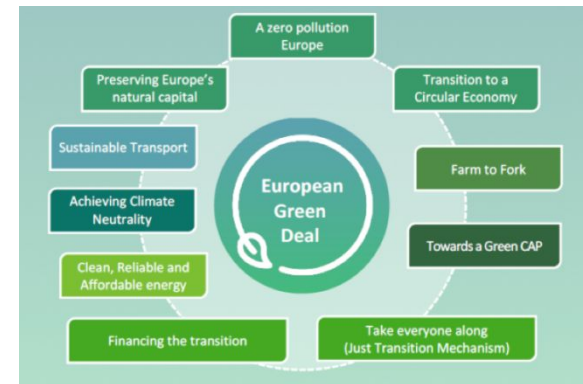 A zero pollution
Europe
Preserving Europe's
natural capital
Transition to a
Circular Economy
Sustainable Transport
Farm to Fork
European
Green
Deal
Achieving Climate
Neutrality
Towards a Green CAP
Clean, Reliable and
Affordable energy
Financing the transition
Take everyone along
(Just Transition Mechanism)